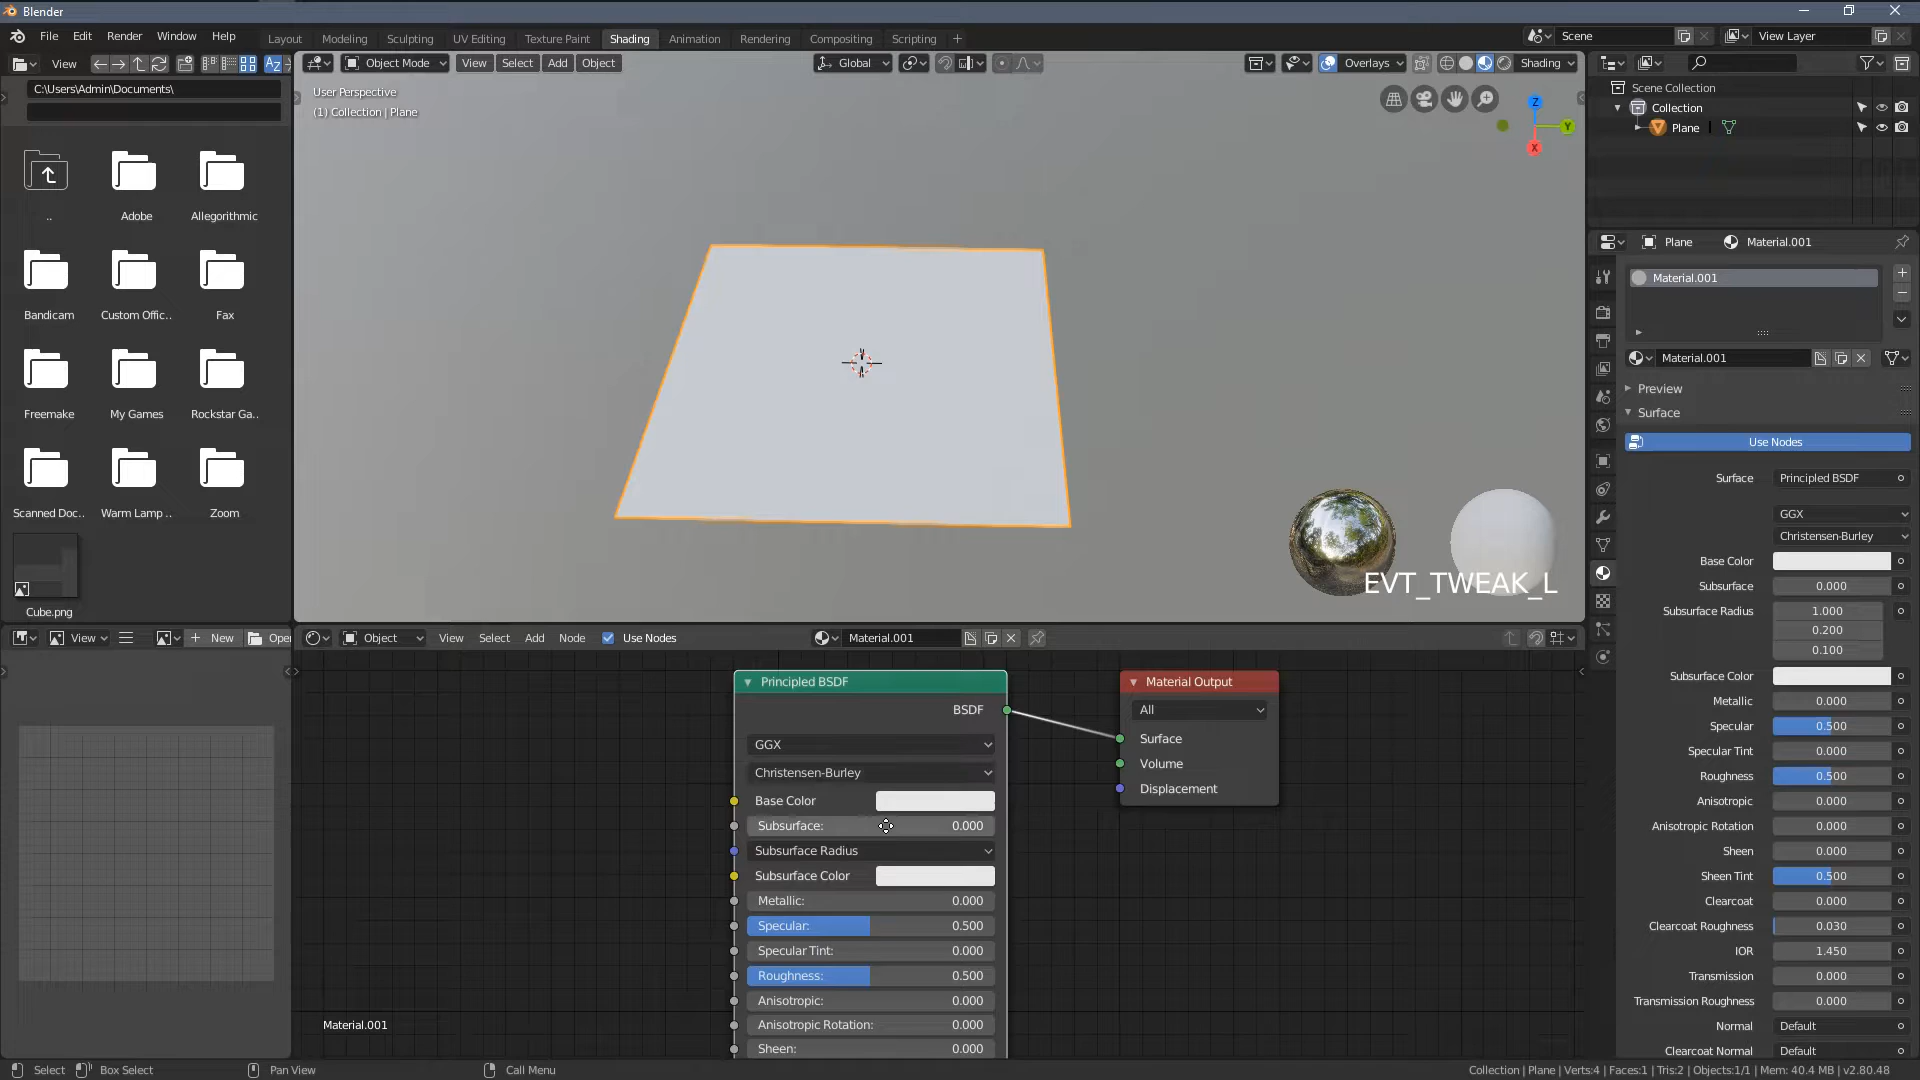 Blender
File Edit Render Window Help
Layout Modeling Sculpting UV Editing Texture Paint Shading Animation Rendering Compositing Scripting +
Scene
View Layer
View
Object Mode View Select Add Object
Global
Overlays
Shading
C:\Users\Admin\Documents\
User Perspective
(1) Collection | Plane
Z
Y
X
Scene Collection
Collection
Plane
..
Adobe
Allegorithmic
Bandicam
Custom Offic..
Fax
Freemake
My Games
Rockstar Ga..
Scanned Doc..
Warm Lamp ..
Zoom
Cube.png
EVT_TWEAK_L
Plane
Material.001
Material.001
Material.001
Preview
Surface
Use Nodes
Surface Principled BSDF
GGX
Christensen-Burley
Base Color
Subsurface 0.000
Subsurface Radius 1.000
0.200
0.100
Subsurface Color
Metallic 0.000
Specular 0.500
Specular Tint 0.000
Roughness 0.500
Anisotropic 0.000
Anisotropic Rotation 0.000
Sheen 0.000
Sheen Tint 0.500
Clearcoat 0.000
Clearcoat Roughness 0.030
IOR 1.450
Transmission 0.000
Transmission Roughness 0.000
Normal Default
Clearcoat Normal Default
View
New
Open
Object View Select Add Node Use Nodes
Material.001
Principled BSDF
BSDF
GGX
Christensen-Burley
Base Color
Subsurface: 0.000
Subsurface Radius
Subsurface Color
Metallic: 0.000
Specular: 0.500
Specular Tint: 0.000
Roughness: 0.500
Anisotropic: 0.000
Anisotropic Rotation: 0.000
Sheen: 0.000
Material Output
All
Surface
Volume
Displacement
Material.001
Select
Box Select
Pan View
Call Menu
Collection | Plane | Verts:4 | Faces:1 | Tris:2 | Objects:1/1 | Mem: 40.4 MB | v2.80.48